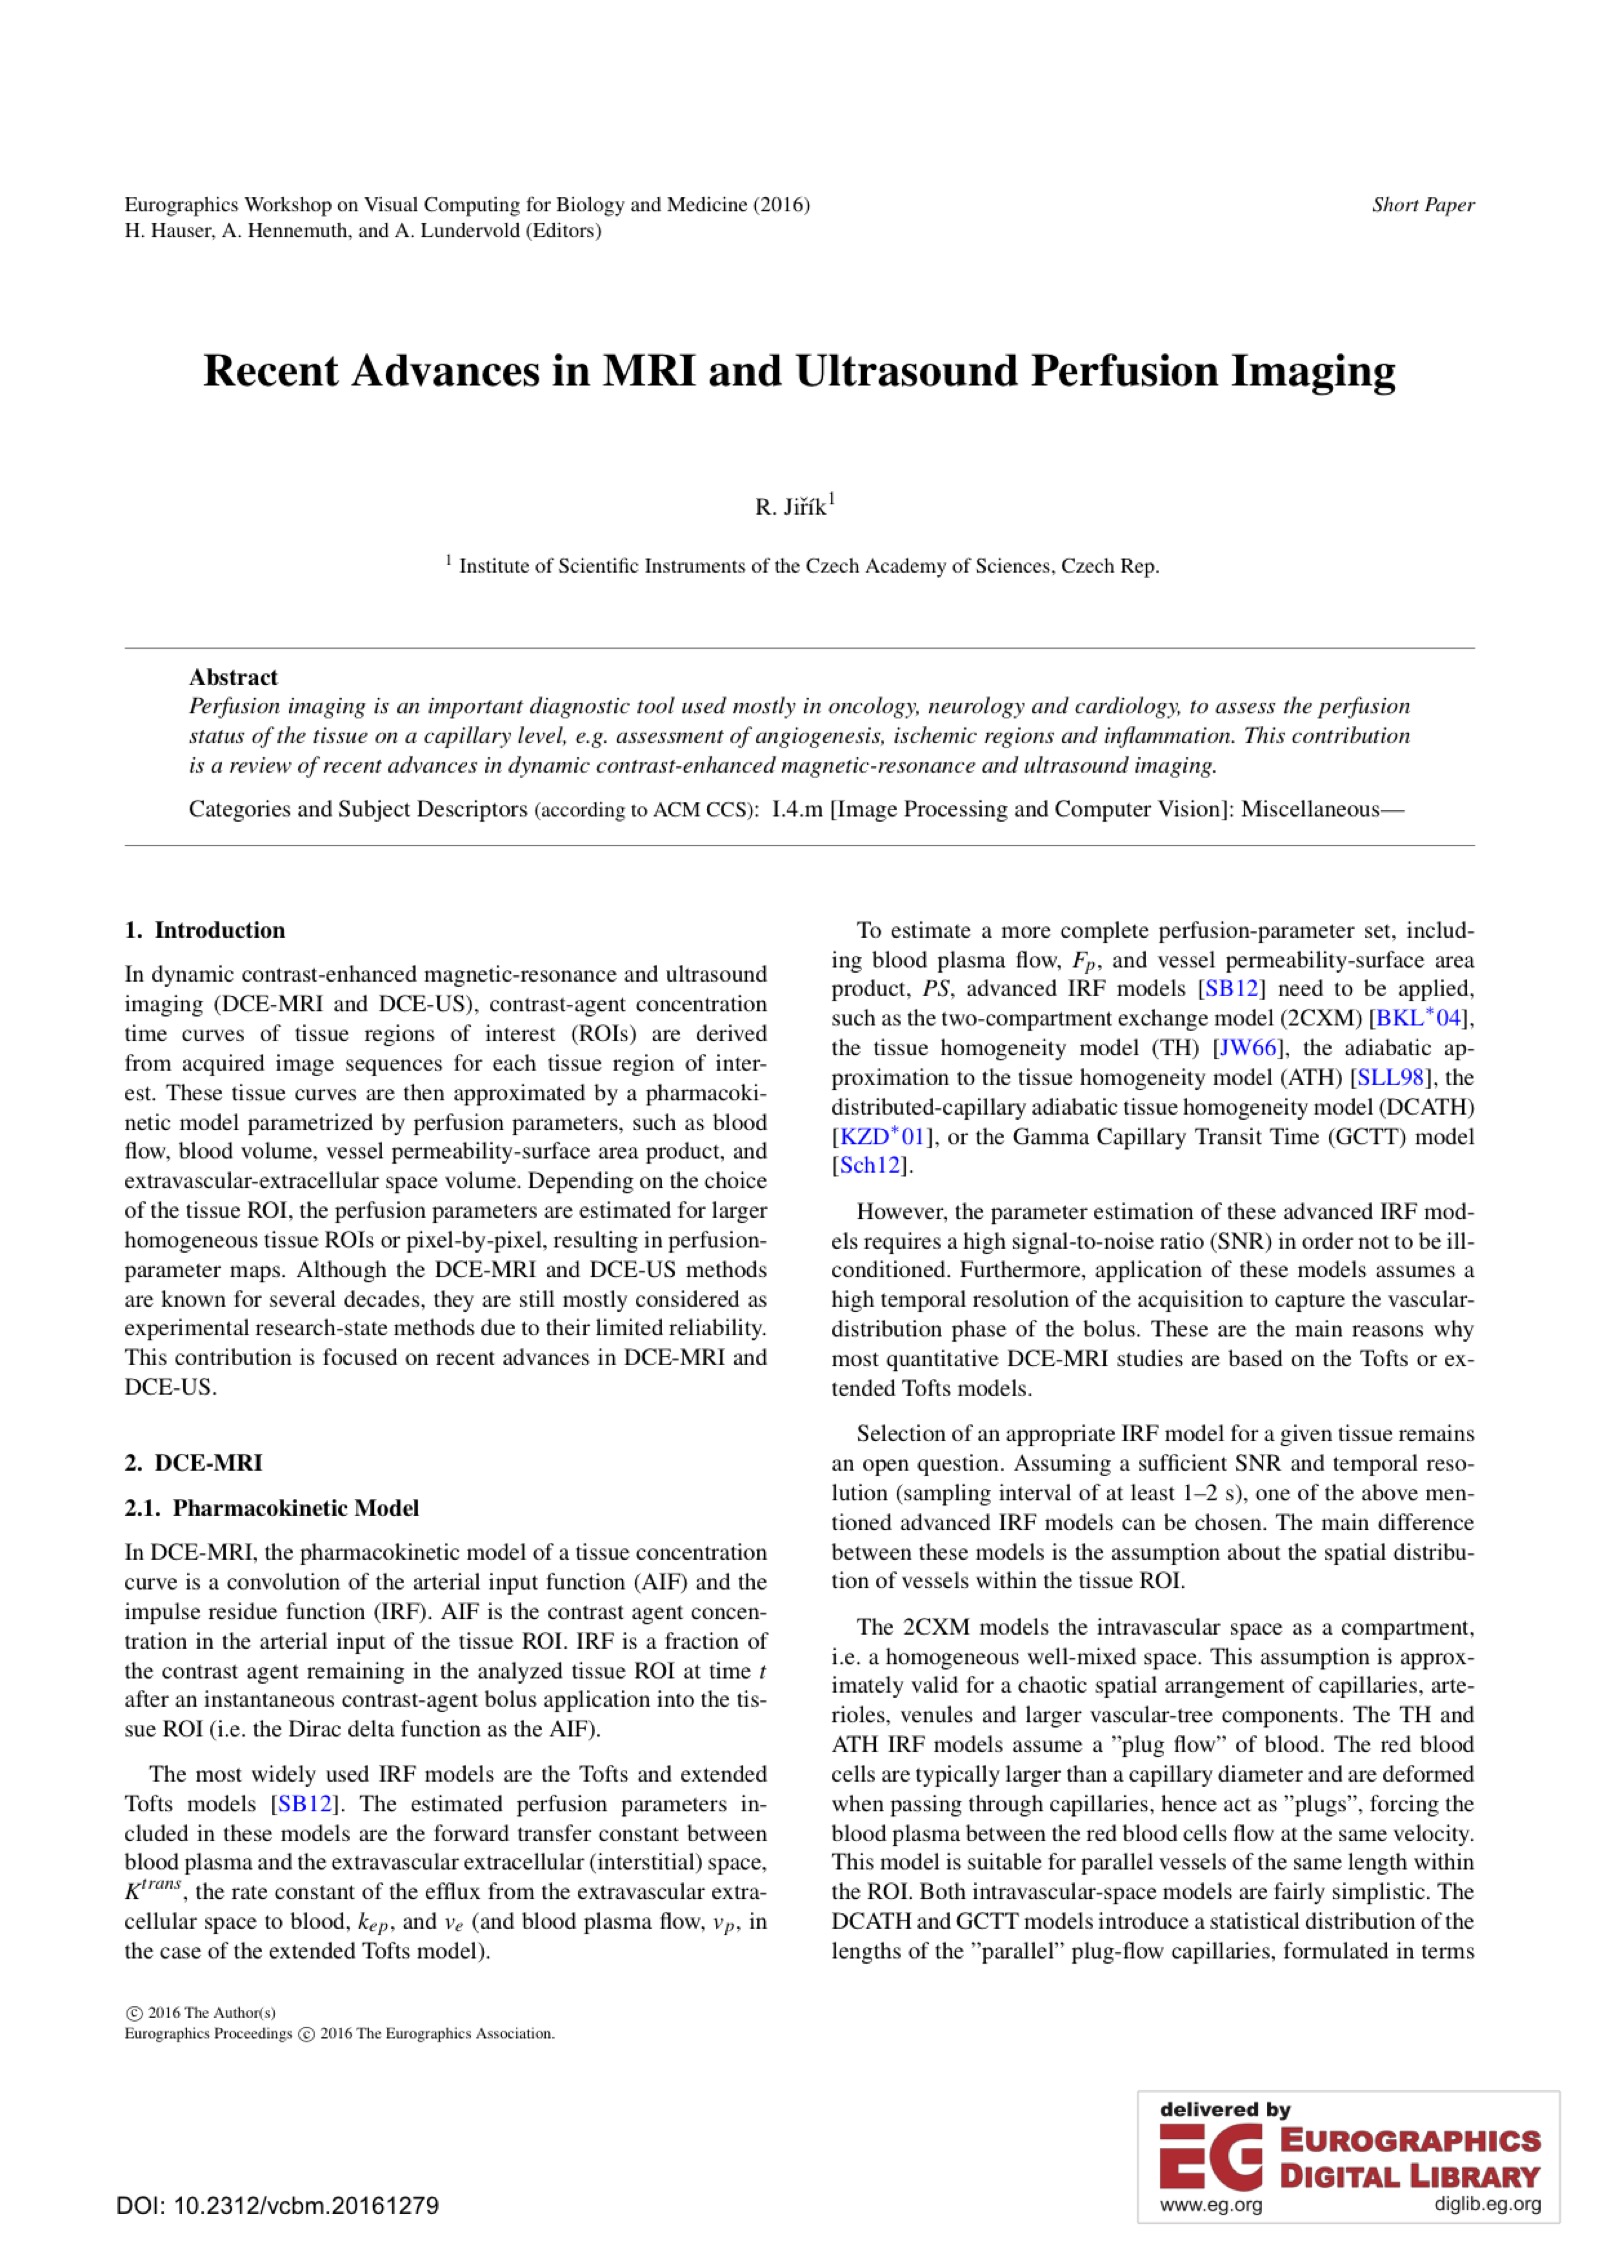 Eurographics Workshop on Visual Computing for Biology and Medicine (2016)
Short Paper
H. Hauser, A. Hennemuth, and A. Lundervold (Editors)
Recent Advances in MRI and Ultrasound Perfusion Imaging
R. Jiřík1
1 Institute of Scientific Instruments of the Czech Academy of Sciences, Czech Rep.
Abstract
Perfusion imaging is an important diagnostic tool used mostly in oncology, neurology and cardiology, to assess the perfusion
status of the tissue on a capillary level, e.g. assessment of angiogenesis, ischemic regions and inflammation. This contribution
is a review of recent advances in dynamic contrast-enhanced magnetic-resonance and ultrasound imaging.
Categories and Subject Descriptors (according to ACM CCS): I.4.m [Image Processing and Computer Vision]: Miscellaneous—
1. Introduction
In dynamic contrast-enhanced magnetic-resonance and ultrasound
imaging (DCE-MRI and DCE-US), contrast-agent concentration
time curves of tissue regions of interest (ROIs) are derived
from acquired image sequences for each tissue region of inter-
est. These tissue curves are then approximated by a pharmacoki-
netic model parametrized by perfusion parameters, such as blood
flow, blood volume, vessel permeability-surface area product, and
extravascular-extracellular space volume. Depending on the choice
of the tissue ROI, the perfusion parameters are estimated for larger
homogeneous tissue ROIs or pixel-by-pixel, resulting in perfusion-
parameter maps. Although the DCE-MRI and DCE-US methods
are known for several decades, they are still mostly considered as
experimental research-state methods due to their limited reliability.
This contribution is focused on recent advances in DCE-MRI and
DCE-US.
2. DCE-MRI
2.1. Pharmacokinetic Model
In DCE-MRI, the pharmacokinetic model of a tissue concentration
curve is a convolution of the arterial input function (AIF) and the
impulse residue function (IRF). AIF is the contrast agent concen-
tration in the arterial input of the tissue ROI. IRF is a fraction of
the contrast agent remaining in the analyzed tissue ROI at time t
after an instantaneous contrast-agent bolus application into the tis-
sue ROI (i.e. the Dirac delta function as the AIF).
The most widely used IRF models are the Tofts and extended
Tofts models [SB12]. The estimated perfusion parameters in-
cluded in these models are the forward transfer constant between
blood plasma and the extravascular extracellular (interstitial) space,
Ktrans, the rate constant of the efflux from the extravascular extra-
cellular space to blood, kep, and ve (and blood plasma flow, vp, in
the case of the extended Tofts model).
To estimate a more complete perfusion-parameter set, includ-
ing blood plasma flow, Fp, and vessel permeability-surface area
product, PS, advanced IRF models [SB12] need to be applied,
such as the two-compartment exchange model (2CXM) [BKL*04],
the tissue homogeneity model (TH) [JW66], the adiabatic ap-
proximation to the tissue homogeneity model (ATH) [SLL98], the
distributed-capillary adiabatic tissue homogeneity model (DCATH)
[KZD*01], or the Gamma Capillary Transit Time (GCTT) model
[Sch12].
However, the parameter estimation of these advanced IRF mod-
els requires a high signal-to-noise ratio (SNR) in order not to be ill-
conditioned. Furthermore, application of these models assumes a
high temporal resolution of the acquisition to capture the vascular-
distribution phase of the bolus. These are the main reasons why
most quantitative DCE-MRI studies are based on the Tofts or ex-
tended Tofts models.
Selection of an appropriate IRF model for a given tissue remains
an open question. Assuming a sufficient SNR and temporal reso-
lution (sampling interval of at least 1–2 s), one of the above men-
tioned advanced IRF models can be chosen. The main difference
between these models is the assumption about the spatial distribu-
tion of vessels within the tissue ROI.
The 2CXM models the intravascular space as a compartment,
i.e. a homogeneous well-mixed space. This assumption is approx-
imately valid for a chaotic spatial arrangement of capillaries, arte-
rioles, venules and larger vascular-tree components. The TH and
ATH IRF models assume a ”plug flow” of blood. The red blood
cells are typically larger than a capillary diameter and are deformed
when passing through capillaries, hence act as ”plugs”, forcing the
blood plasma between the red blood cells flow at the same velocity.
This model is suitable for parallel vessels of the same length within
the ROI. Both intravascular-space models are fairly simplistic. The
DCATH and GCTT models introduce a statistical distribution of the
lengths of the ”parallel” plug-flow capillaries, formulated in terms
© 2016 The Author(s)
Eurographics Proceedings © 2016 The Eurographics Association.
DOI: 10.2312/vcbm.20161279
delivered by
EG EUROGRAPHICS
DIGITAL LIBRARY
www.eg.org diglib.eg.org